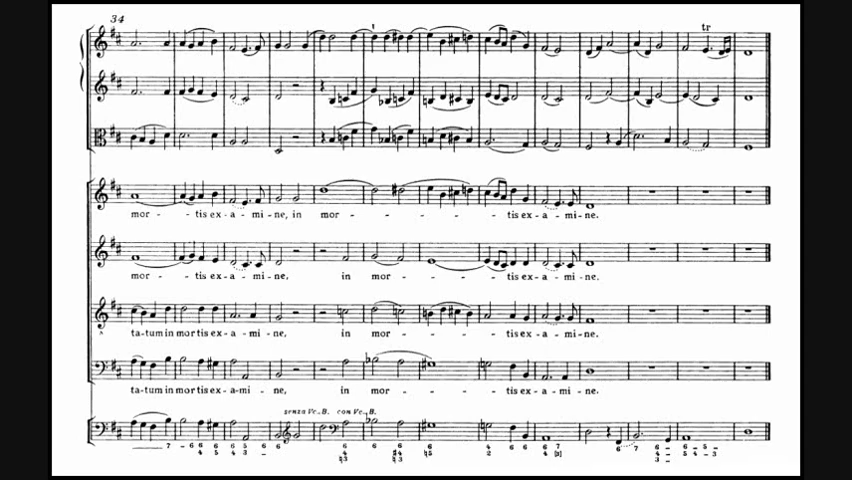 34
tr
mor - - tis ex - a - mi - ne, in mor - - - - tis ex - a - mi - ne.
mor - - tis ex - a - mi - ne, in mor - - - tis ex - a - mi - ne.
ta - tum in mor tis ex - a - mi - ne, in mor - - - tis ex - a - mi - ne.
ta - tum in mor tis ex - a - mi - ne, in mor - - - tis ex - a - mi - ne.
senza Vc., B. con Vc., B.